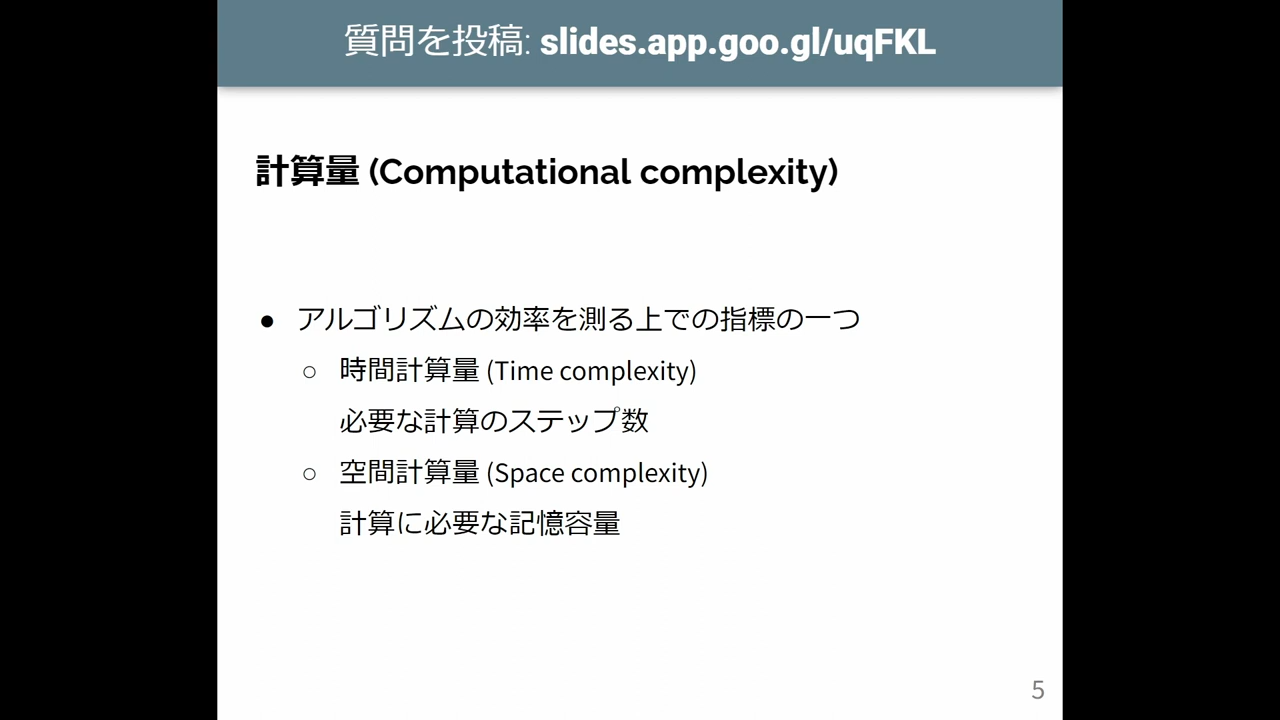 質問を投稿: slides.app.goo.gl/uqFKL
計算量 (Computational complexity)
● アルゴリズムの効率を測る上での指標の一つ
○ 時間計算量 (Time complexity)
必要な計算のステップ数
○ 空間計算量 (Space complexity)
計算に必要な記憶容量
5